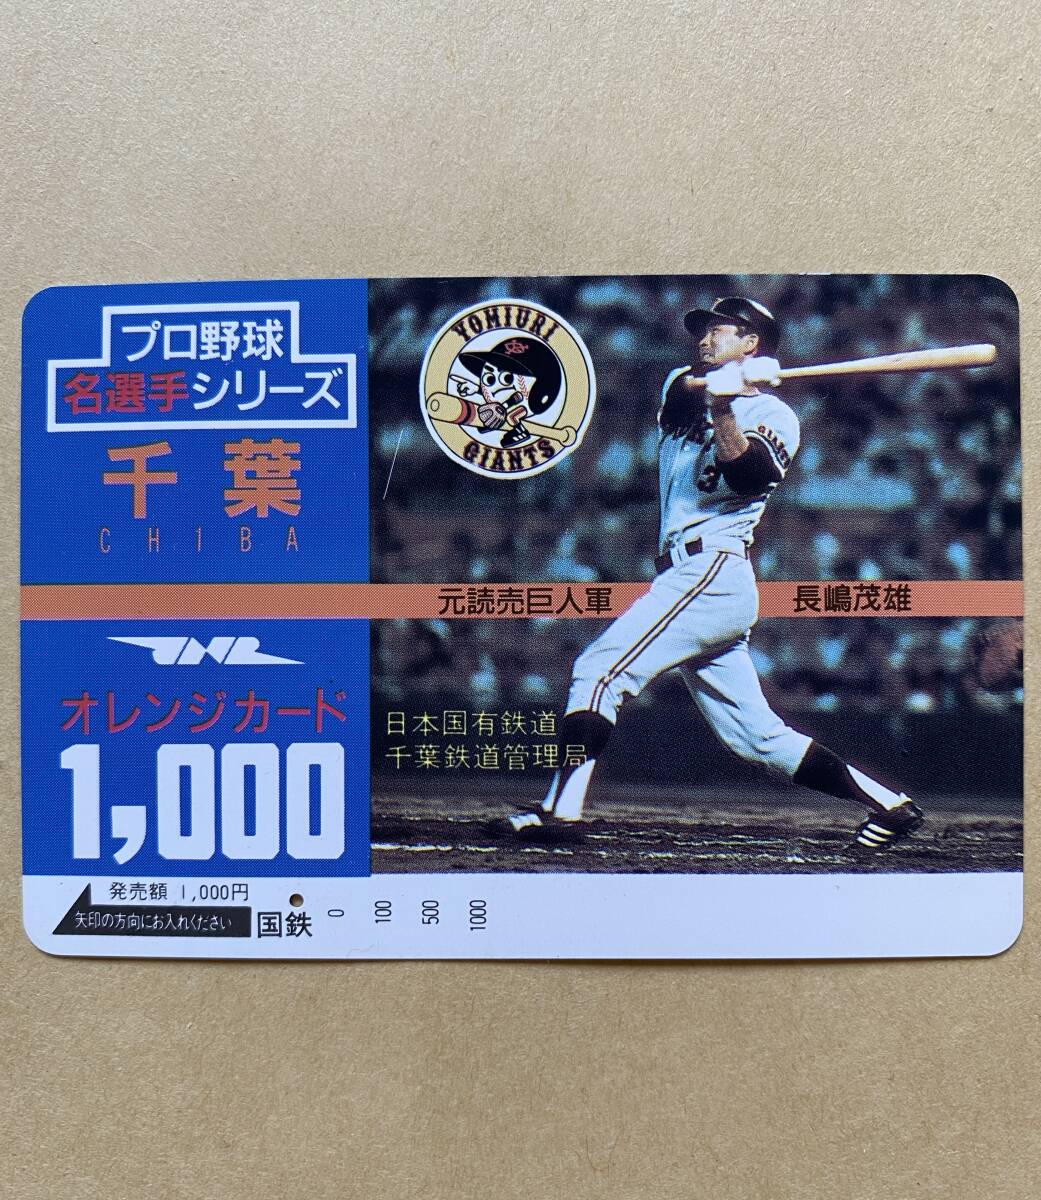 プロ野球
名選手シリーズ
千葉
CHIBA
YOMIURI
GIANTS
GIANTS
3
元読売巨人軍
長嶋茂雄
JNR
オレンジカード
1,000
日本国有鉄道
千葉鉄道管理局
発売額 1,000円
矢印の方向にお入れください
国鉄
0 100 500 1000